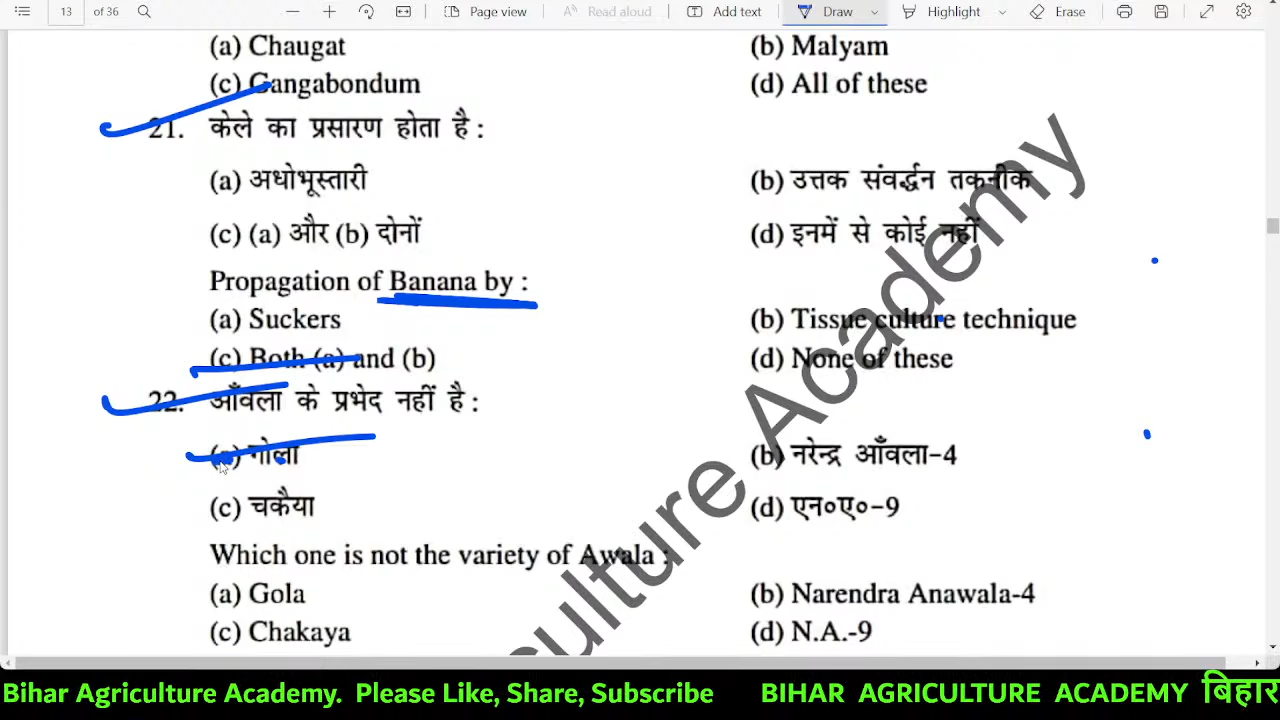 13 of 36 Page view Read aloud Add text Draw Highlight Erase
(a) Chaugat (b) Malyam
(c) Gangabondum (d) All of these
21. केले का प्रसारण होता है :
(a) अधोभूस्तारी (b) उत्तक संवर्द्धन तकनीक
(c) (a) और (b) दोनों (d) इनमें से कोई नहीं
Propagation of Banana by :
(a) Suckers (b) Tissue culture technique
(c) Both (a) and (b) (d) None of these
22. आँवला के प्रभेद नहीं है :
(a) गोला (b) नरेन्द्र आँवला-4
(c) चकैया (d) एन०ए०-9
Which one is not the variety of Awala :
(a) Gola (b) Narendra Anawala-4
(c) Chakaya (d) N.A.-9
culture Academy
Bihar Agriculture Academy. Please Like, Share, Subscribe BIHAR AGRICULTURE ACADEMY बिहार